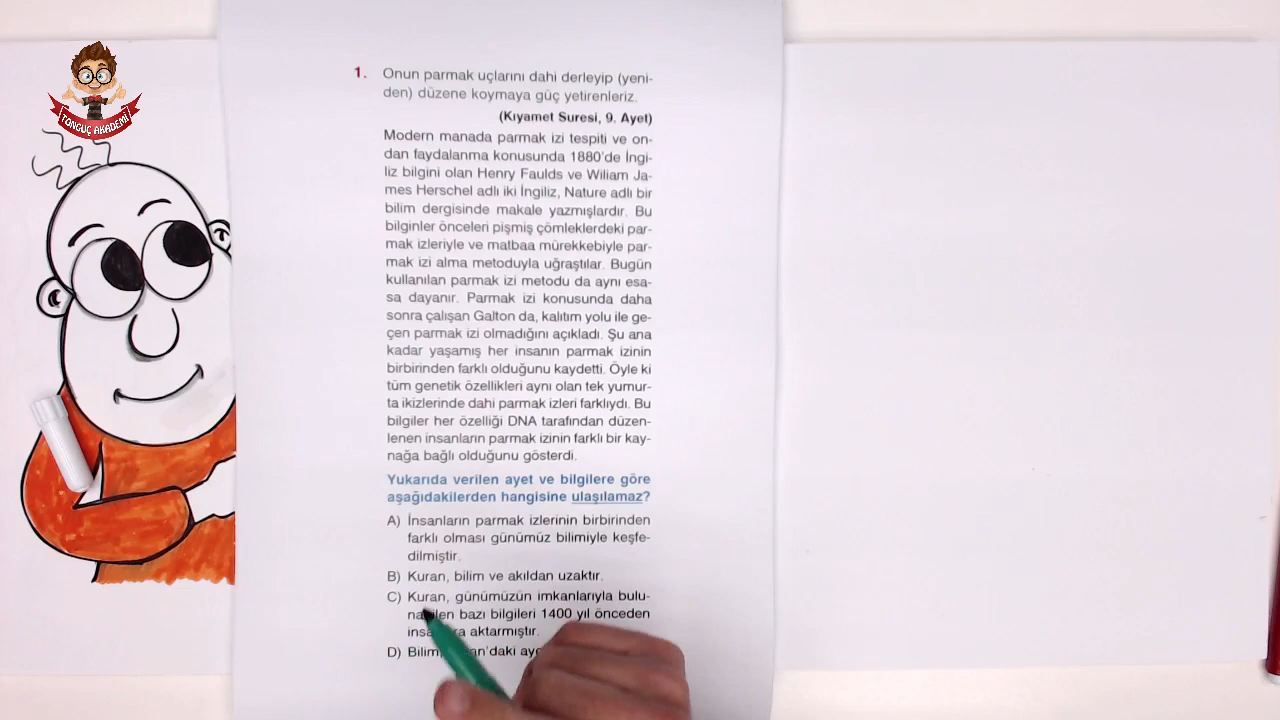 TONGUÇ AKADEMİ
1. Onun parmak uçlarını dahi derleyip (yeni-
den) düzene koymaya güç yetirenleriz.
(Kıyamet Suresi, 9. Ayet)
Modern manada parmak izi tespiti ve on-
dan faydalanma konusunda 1880'de İngi-
liz bilgini olan Henry Faulds ve Wiliam Ja-
mes Herschel adlı iki İngiliz, Nature adlı bir
bilim dergisinde makale yazmışlardır. Bu
bilginler önceleri pişmiş çömleklerdeki par-
mak izleriyle ve matbaa mürekkebiyle par-
mak izi alma metoduyla uğraştılar. Bugün
kullanılan parmak izi metodu da aynı esa-
sa dayanır. Parmak izi konusunda daha
sonra çalışan Galton da, kalıtım yolu ile ge-
çen parmak izi olmadığını açıkladı. Şu ana
kadar yaşamış her insanın parmak izinin
birbirinden farklı olduğunu kaydetti. Öyle ki
tüm genetik özellikleri aynı olan tek yumur-
ta ikizlerinde dahi parmak izleri farklıydı. Bu
bilgiler her özelliği DNA tarafından düzen-
lenen insanların parmak izinin farklı bir kay-
nağa bağlı olduğunu gösterdi.
Yukarıda verilen ayet ve bilgilere göre
aşağıdakilerden hangisine ulaşılamaz?
A) İnsanların parmak izlerinin birbirinden
farklı olması günümüz bilimiyle keşfe-
dilmiştir.
B) Kuran, bilim ve akıldan uzaktır.
C) Kuran, günümüzün imkanlarıyla bulu-
bazı bilgileri 1400 yıl önceden
aktarmıştır.
D) Bilim,